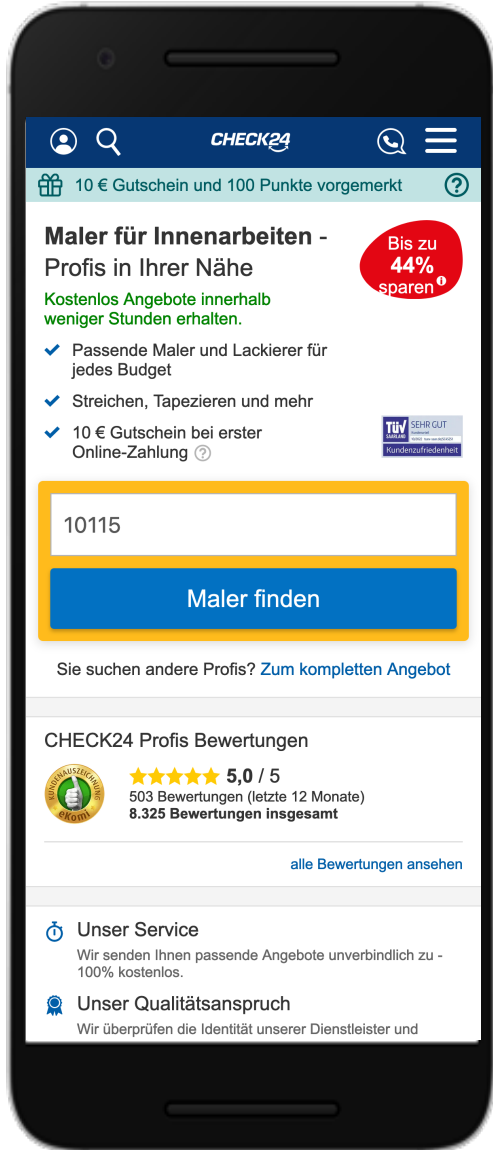 CHECK24
10 € Gutschein und 100 Punkte vorgemerkt
Maler für Innenarbeiten -
Profis in Ihrer Nähe
Bis zu
44%
sparen
Kostenlos Angebote innerhalb
weniger Stunden erhalten.
Passende Maler und Lackierer für
jedes Budget
Streichen, Tapezieren und mehr
10 € Gutschein bei erster
Online-Zahlung
TÜV
SAARLAND
SEHR GUT
Kundenzufriedenheit
10115
Maler finden
Sie suchen andere Profis? Zum kompletten Angebot
CHECK24 Profis Bewertungen
KUNDENAUSZEICHNUNG
eKomi
5,0 / 5
503 Bewertungen (letzte 12 Monate)
8.325 Bewertungen insgesamt
alle Bewertungen ansehen
Unser Service
Wir senden Ihnen passende Angebote unverbindlich zu -
100% kostenlos.
Unser Qualitätsanspruch
Wir überprüfen die Identität unserer Dienstleister und